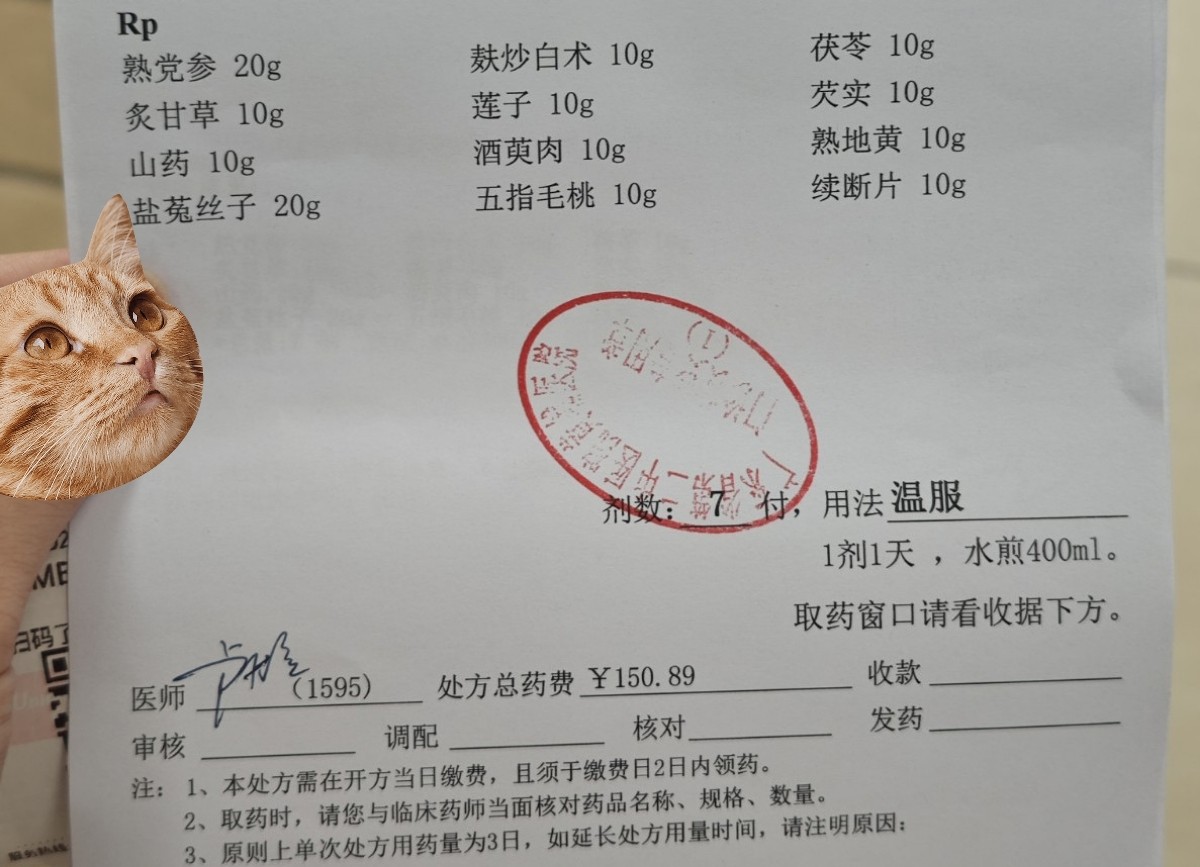 Rp
熟党参 20g 麸炒白术 10g 茯苓 10g
炙甘草 10g 莲子 10g 芡实 10g
山药 10g 酒萸肉 10g 熟地黄 10g
盐菟丝子 20g 五指毛桃 10g 续断片 10g
(1)
剂数: 7 付, 用法 温服
1剂1天 , 水煎400ml。
取药窗口请看收据下方。
医师 (1595) 处方总药费 ¥150.89 收款
审核 调配 核对 发药
注: 1、本处方需在开方当日缴费, 且须于缴费日2日内领药。
2、取药时, 请您与临床药师当面核对药品名称、规格、数量。
3、原则上单次处方用药量为3日, 如延长处方用量时间, 请注明原因:
扫码了